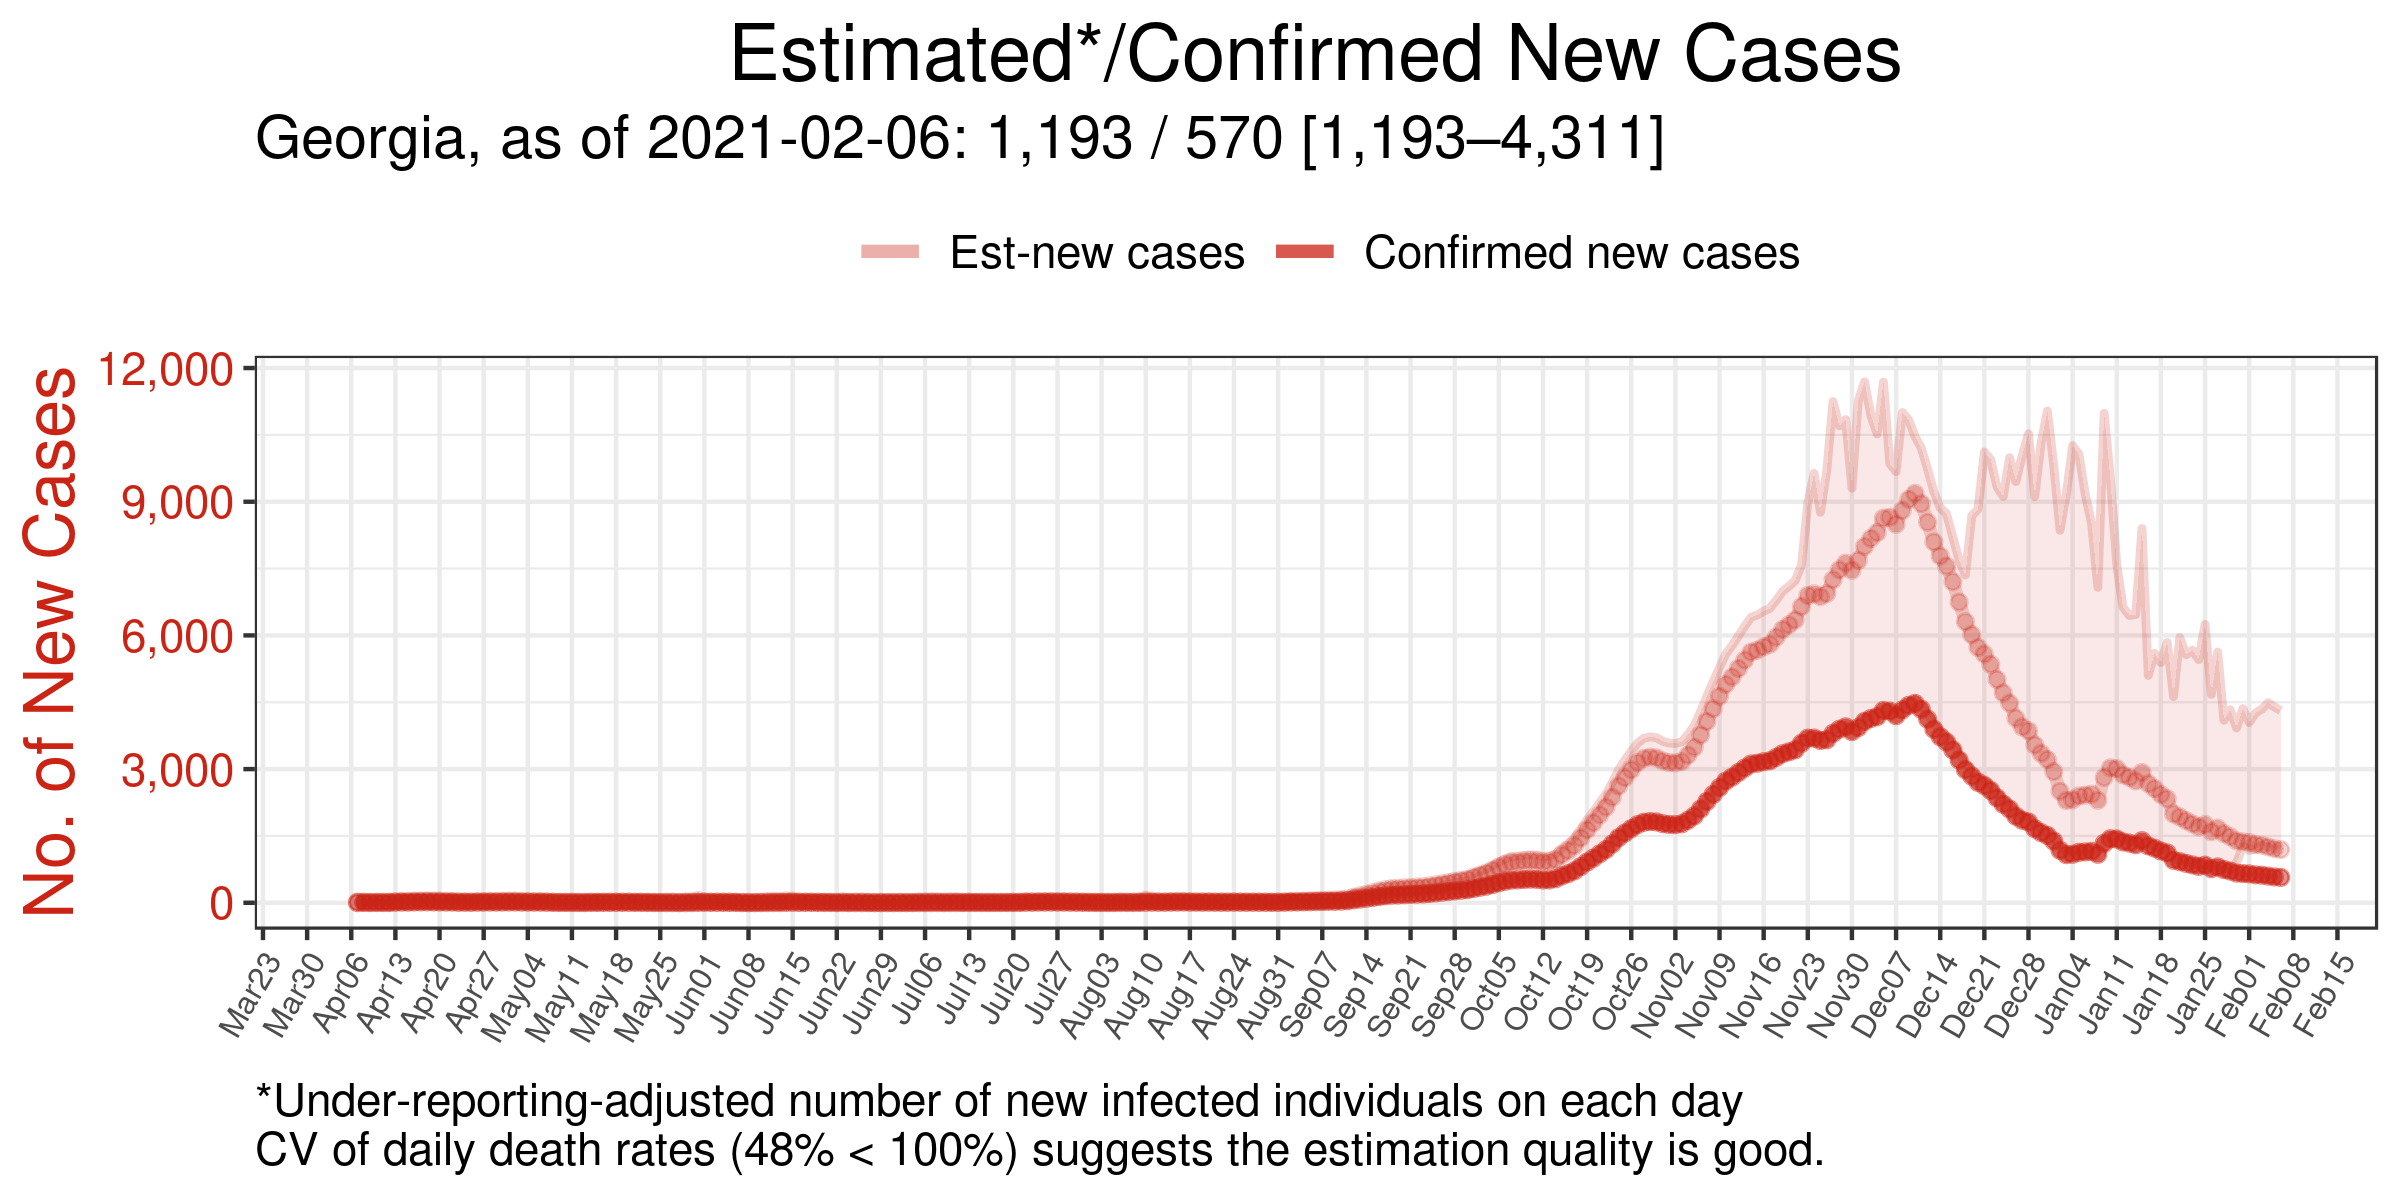 Estimated*/Confirmed New Cases
Georgia, as of 2021-02-06: 1,193 / 570 [1,193–4,311]
Est-new cases Confirmed new cases
No. of New Cases
12,000
9,000
6,000
3,000
0
Mar23 Mar30 Apr06 Apr13 Apr20 Apr27 May04 May11 May18 May25 Jun01 Jun08 Jun15 Jun22 Jun29 Jul06 Jul13 Jul20 Jul27 Aug03 Aug10 Aug17 Aug24 Aug31 Sep07 Sep14 Sep21 Sep28 Oct05 Oct12 Oct19 Oct26 Nov02 Nov09 Nov16 Nov23 Nov30 Dec07 Dec14 Dec21 Dec28 Jan04 Jan11 Jan18 Jan25 Feb01 Feb08 Feb15
*Under-reporting-adjusted number of new infected individuals on each day
CV of daily death rates (48% < 100%) suggests the estimation quality is good.